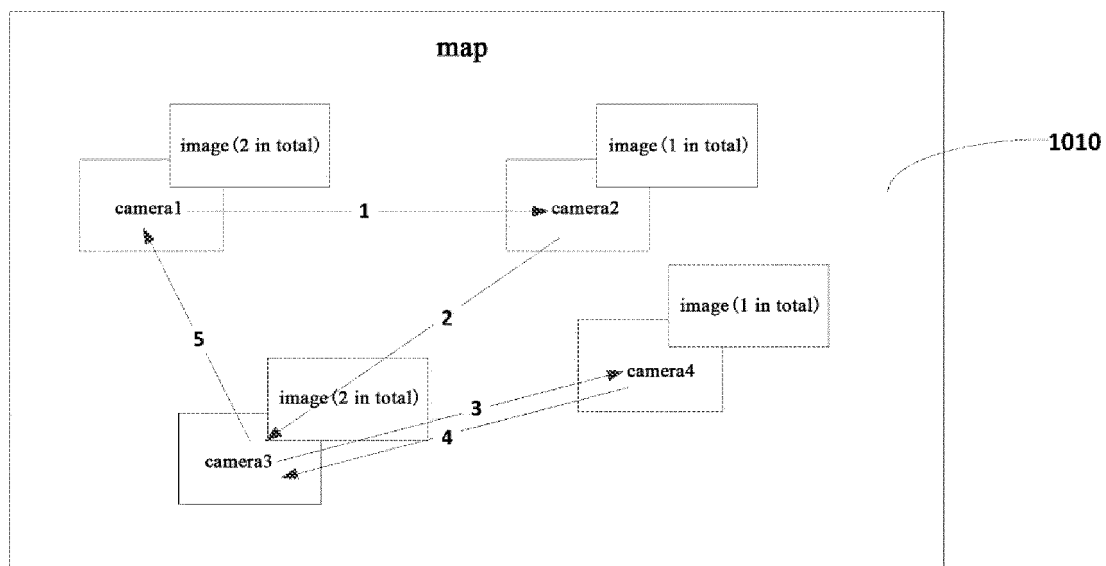 map
image(2 in total)
image(1 in total)
1010
camera1
1
camera2
image(1 in total)
2
5
camera4
image(2 in total)
3
4
camera3